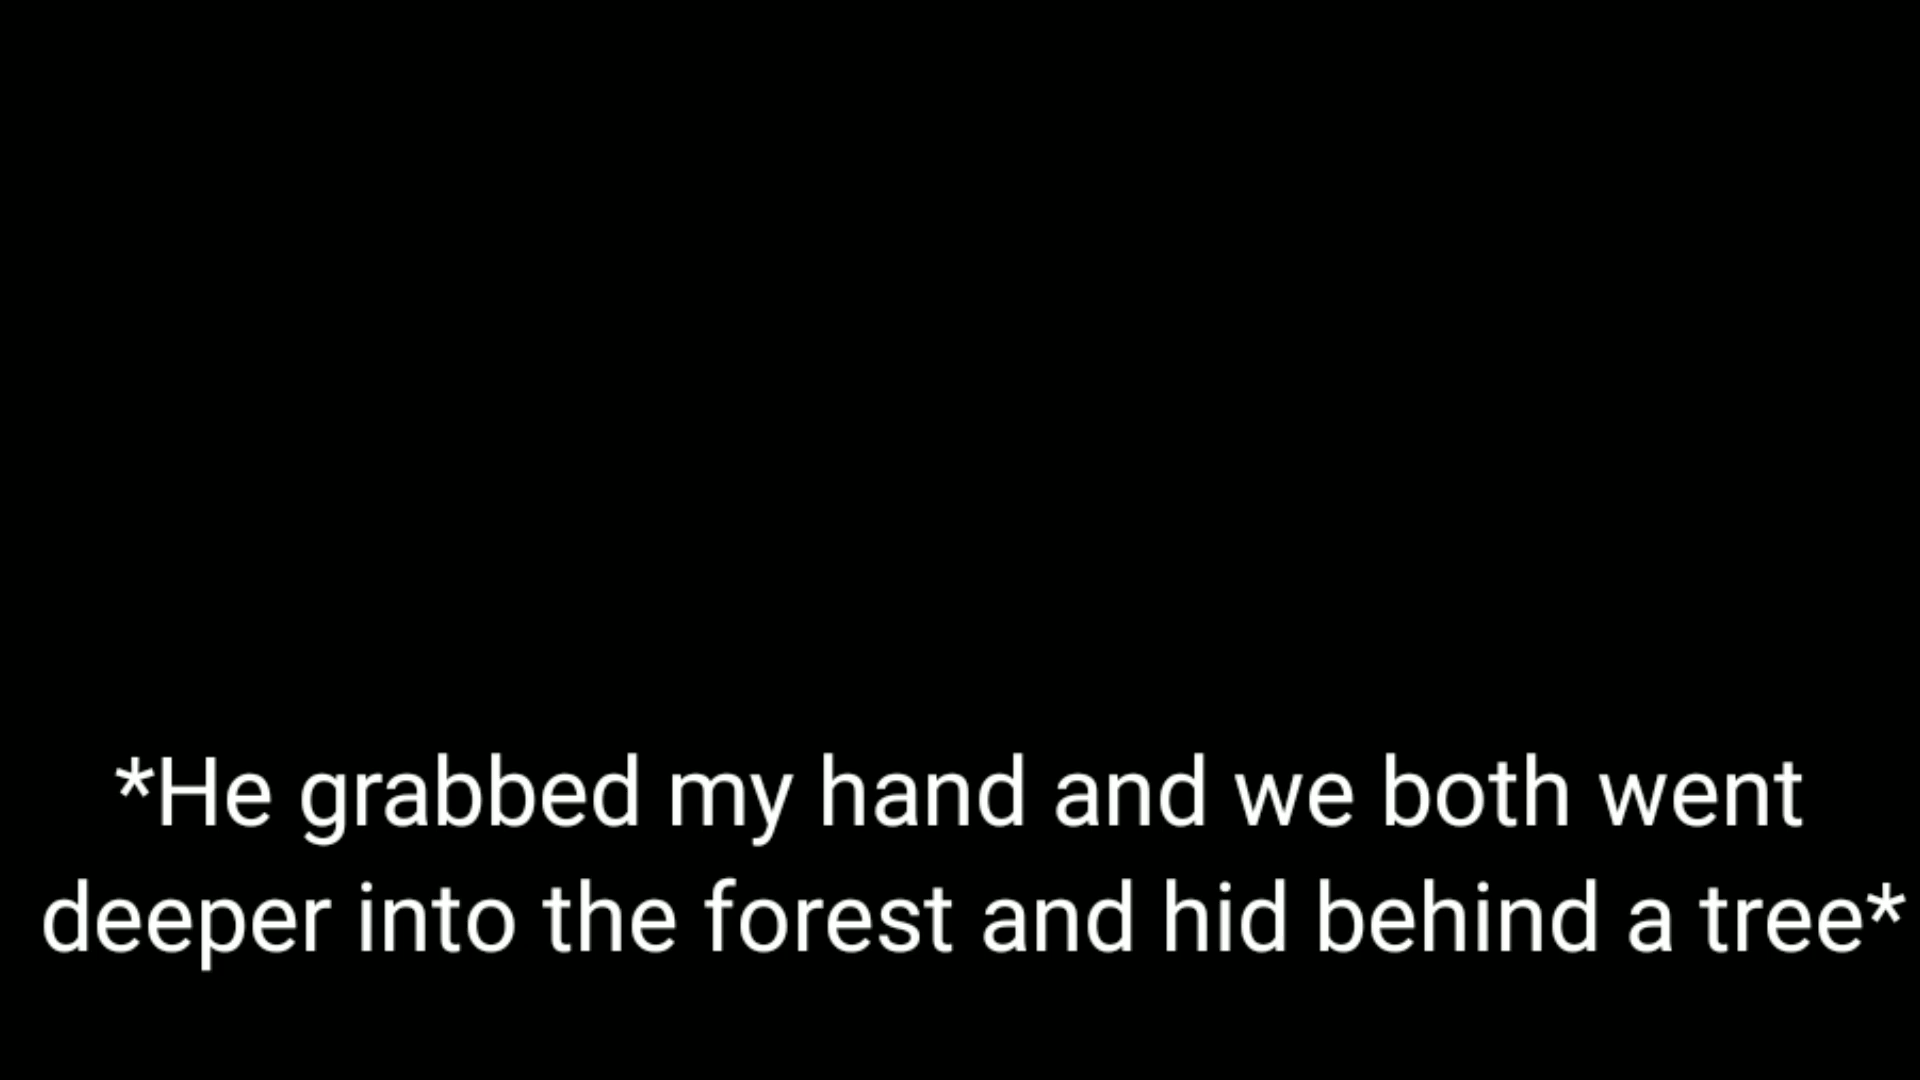 *He grabbed my hand and we both went
deeper into the forest and hid behind a tree*